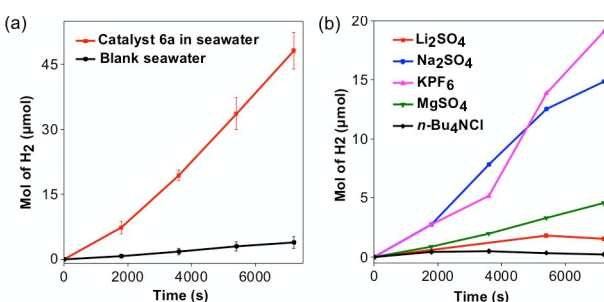 (a)
Catalyst 6a in seawater
Blank seawater
Mol of H2 (µmol)
45
30
15
0
0 2000 4000 6000
Time (s)
(b)
Li2SO4
Na2SO4
KPF6
MgSO4
n-Bu4NCl
Mol of H2 (µmol)
20
15
10
5
0
0 2000 4000 6000
Time (s)